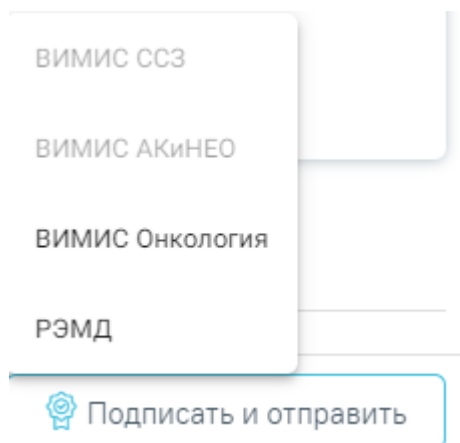 ВИМИС ССЗ
ВИМИС АКиНЕО
ВИМИС Онкология
РЭМД
Подписать и отправить